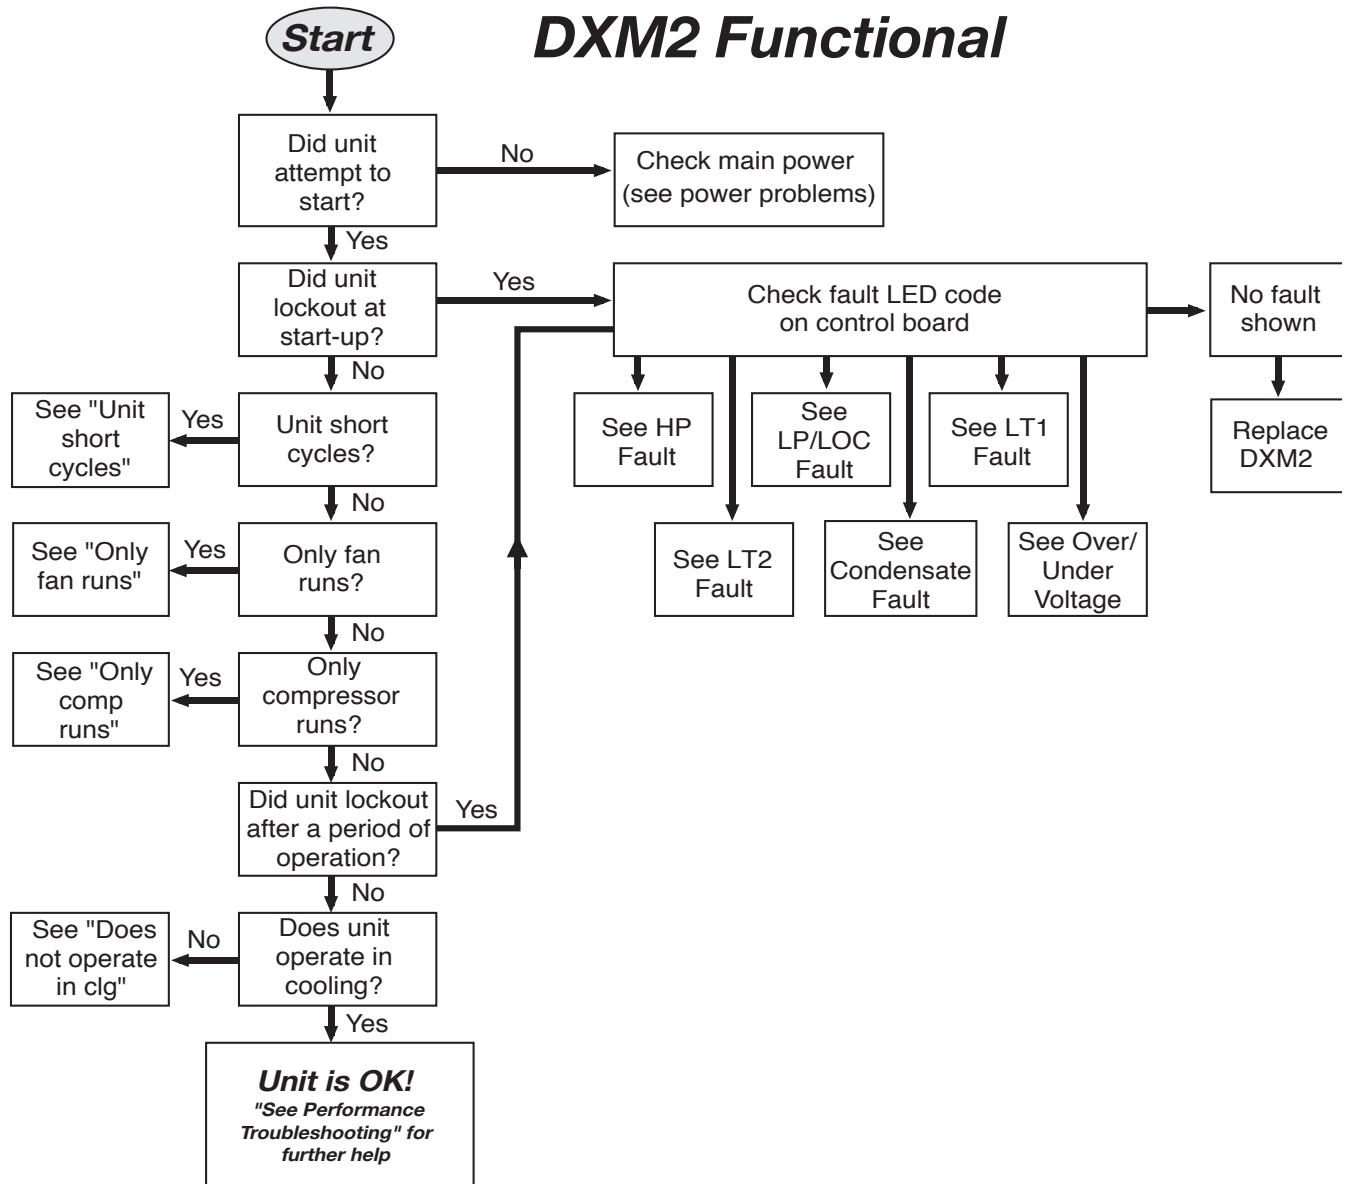 Start
DXM2 Functional
Did unit
attempt to
start?
No
Check main power
(see power problems)
Yes
Did unit
lockout at
start-up?
Yes
Check fault LED code
on control board
No fault
shown
No
See "Unit
short
cycles"
Yes
Unit short
cycles?
See HP
Fault
See
LP/LOC
Fault
See LT1
Fault
Replace
DXM2
No
See "Only
fan runs"
Yes
Only fan
runs?
See LT2
Fault
See
Condensate
Fault
See Over/
Under
Voltage
No
See "Only
comp
runs"
Yes
Only
compressor
runs?
No
Did unit lockout
after a period of
operation?
Yes
No
See "Does
not operate
in clg"
No
Does unit
operate in
cooling?
Yes
Unit is OK!
"See Performance
Troubleshooting" for
further help